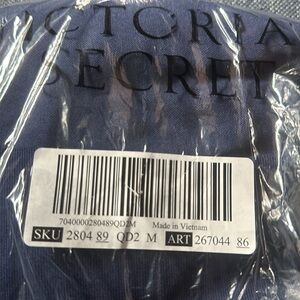 VICTORIA
SECRET
7040000280489QD2M Made in Vietnam
SKU 2804 89 QD2 M ART 267044 86